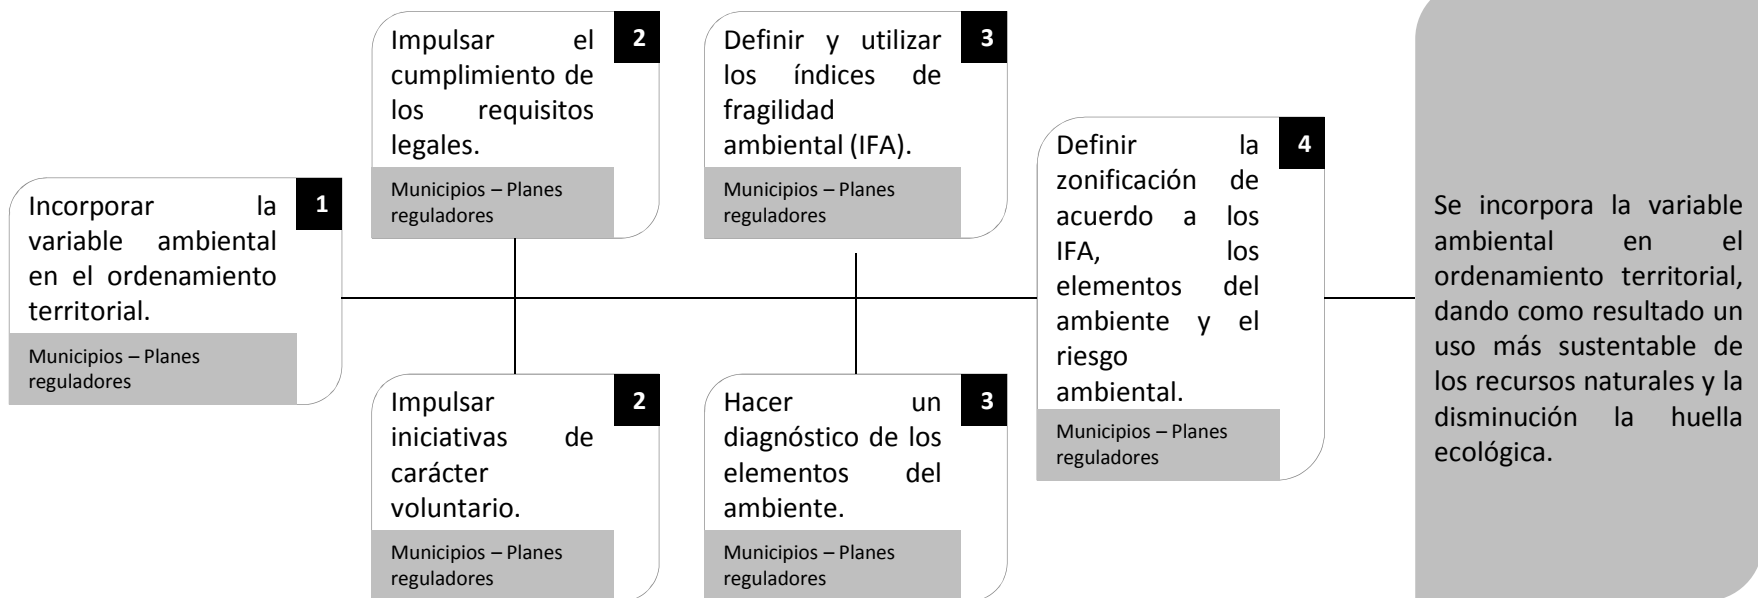 Incorporar la
variable ambiental
en el ordenamiento
territorial.
1
Municipios – Planes
reguladores
Impulsar el
cumplimiento de
los requisitos
legales.
2
Municipios – Planes
reguladores
Impulsar
iniciativas de
carácter
voluntario.
2
Municipios – Planes
reguladores
Definir y utilizar
los índices de
fragilidad
ambiental (IFA).
3
Municipios – Planes
reguladores
Hacer un
diagnóstico de los
elementos del
ambiente.
3
Municipios – Planes
reguladores
Definir la
zonificación de
acuerdo a los
IFA, los
elementos del
ambiente y el
riesgo
ambiental.
4
Municipios – Planes
reguladores
Se incorpora la variable
ambiental en el
ordenamiento territorial,
dando como resultado un
uso más sustentable de
los recursos naturales y la
disminución la huella
ecológica.